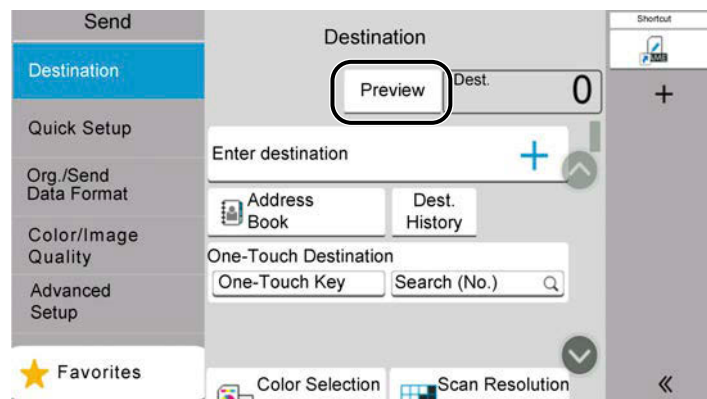 Send
Destination
Quick Setup
Org./Send
Data Format
Color/Image
Quality
Advanced
Setup
Favorites
Destination
Preview
Dest.
0
Enter destination
Address
Book
Dest.
History
One-Touch Destination
One-Touch Key
Search (No.)
Color Selection
Scan Resolution
Shortcut